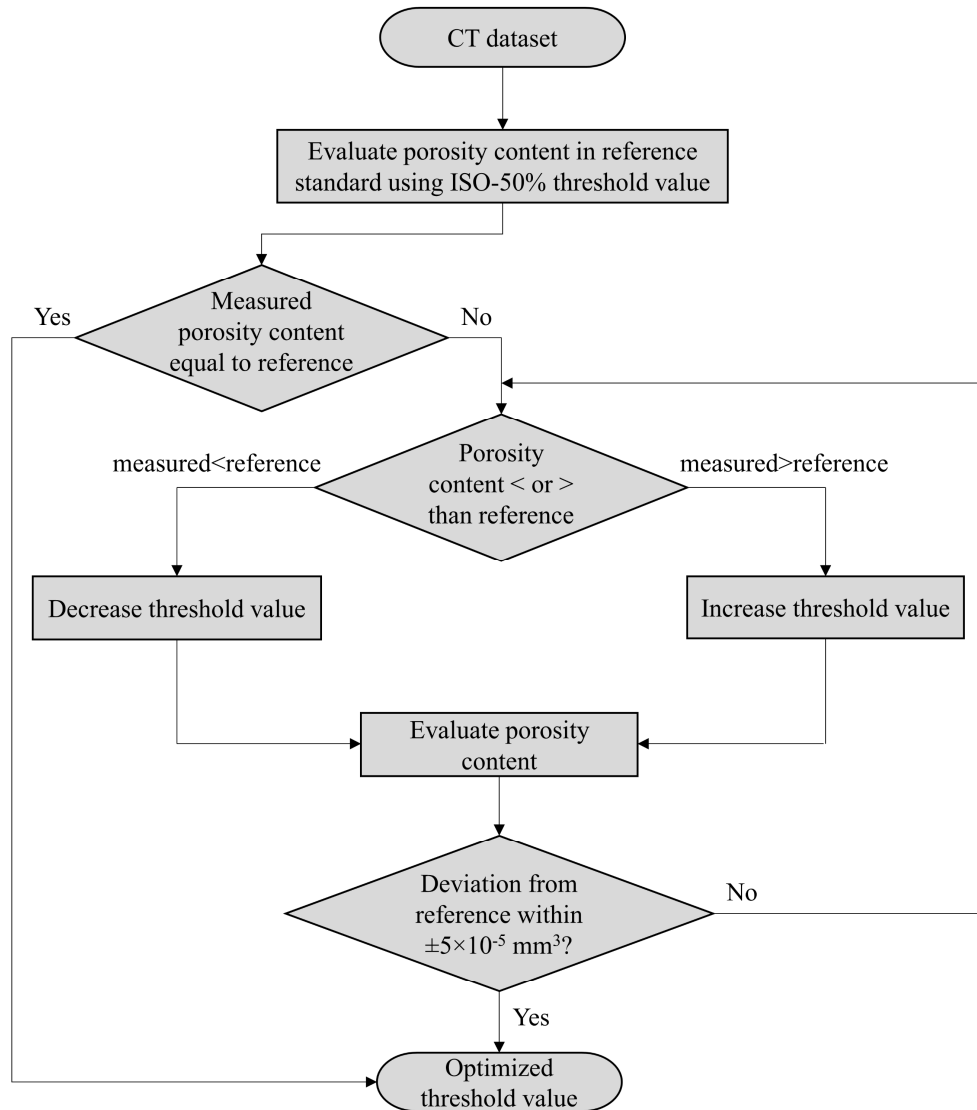 CT dataset
Evaluate porosity content in reference
standard using ISO-50% threshold value
Measured
porosity content
equal to reference
Yes
No
Porosity
content < or >
than reference
measured<reference
measured>reference
Decrease threshold value
Increase threshold value
Evaluate porosity
content
Deviation from
reference within
±5×10⁻⁵ mm³?
No
Yes
Optimized
threshold value